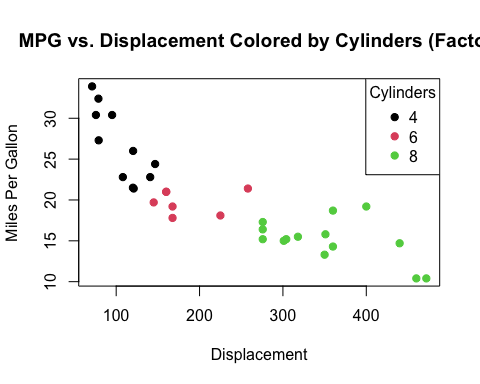 MPG vs. Displacement Colored by Cylinders (Facto
Cylinders
4
6
8
Miles Per Gallon
30
25
20
15
10
100 200 300 400
Displacement